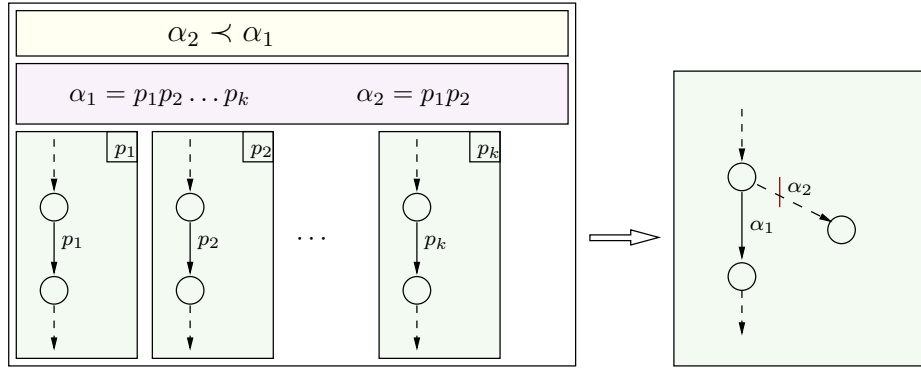 α₂ ≺ α₁
α₁ = p₁p₂ … pₖ α₂ = p₁p₂
p₁ p₂ pₖ
p₁ p₂ … pₖ
α₂
α₁